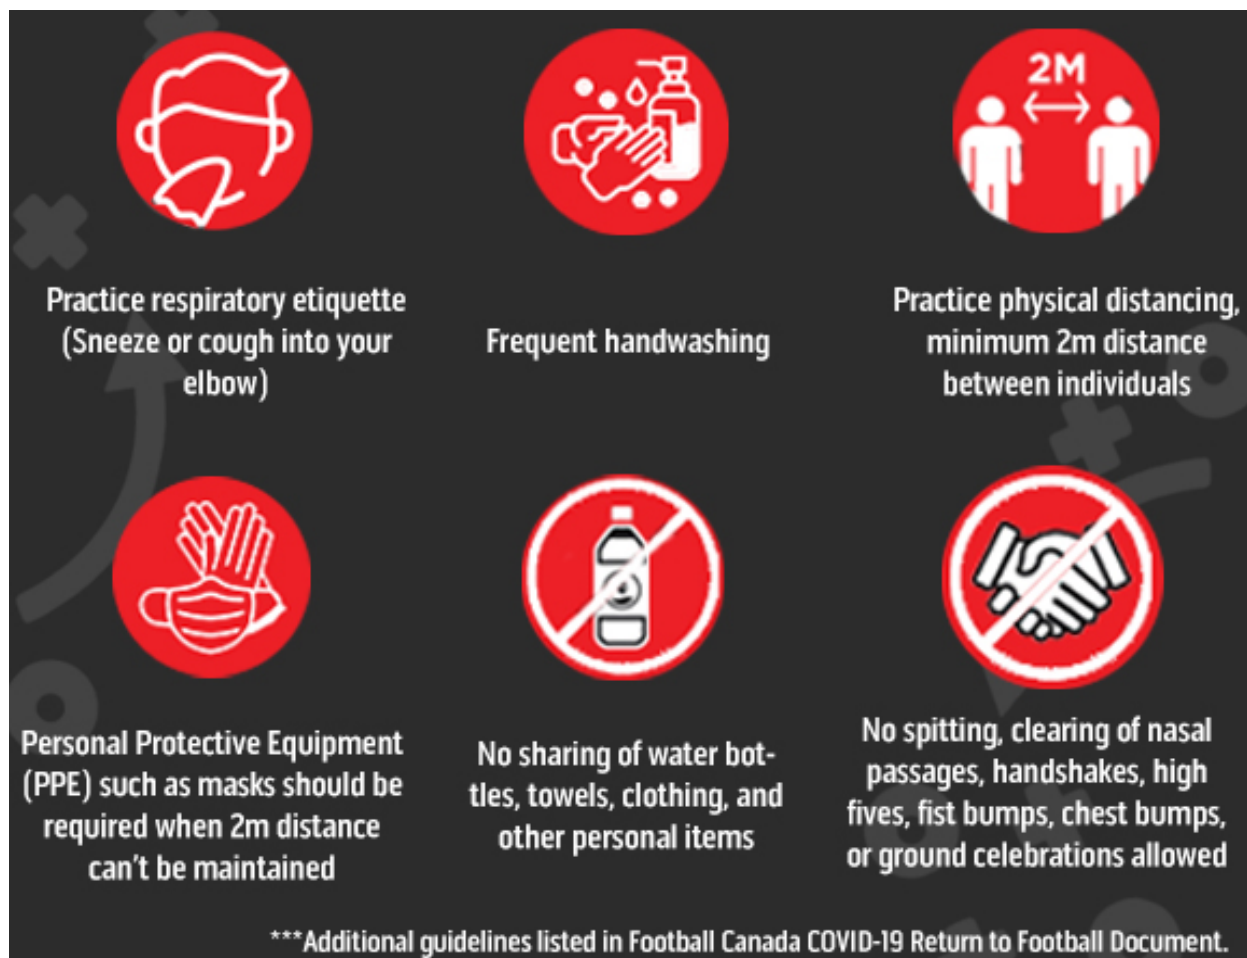 2M
Practice respiratory etiquette
(Sneeze or cough into your
elbow)
Frequent handwashing
Practice physical distancing,
minimum 2m distance
between individuals
Personal Protective Equipment
(PPE) such as masks should be
required when 2m distance
can't be maintained
No sharing of water bot-
tles, towels, clothing, and
other personal items
No spitting, clearing of nasal
passages, handshakes, high
fives, fist bumps, chest bumps,
or ground celebrations allowed
***Additional guidelines listed in Football Canada COVID-19 Return to Football Document.